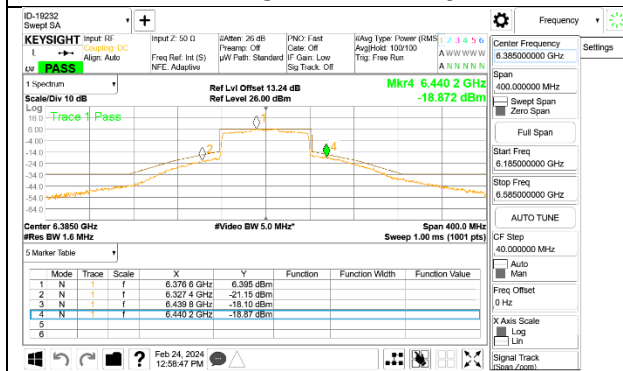 ID-19232
Swept SA
Frequency
KEYSIGHT
L
PASS
Input: RF
Coupling: DC
Align: Auto
Input Z: 50 Ω
Freq Ref: Int (S)
NFE: Adaptive
#Atten: 26 dB
Preamp: Off
µW Path: Standard
PNO: Fast
Gate: Off
IF Gain: Low
Sig Track: Off
#Avg Type: Power (RMS
Avg|Hold: 100/100
Trig: Free Run
1 2 3 4 5 6
A W W W W W
A N N N N N
1 Spectrum
Scale/Div 10 dB
Log
Ref Lvl Offset 13.24 dB
Ref Level 26.00 dBm
Mkr4 6.440 2 GHz
-18.872 dBm
Trace 1 Pass
16.0
6.00
-4.00
-14.0
-24.0
-34.0
-44.0
-54.0
-64.0
1
2
4
Center 6.3850 GHz
#Res BW 1.6 MHz
#Video BW 5.0 MHz*
Span 400.0 MHz
Sweep 1.00 ms (1001 pts)
5 Marker Table
Mode Trace Scale X Y Function Function Width Function Value
1 N 1 f 6.376 6 GHz 6.395 dBm
2 N 1 f 6.327 4 GHz -21.15 dBm
3 N 1 f 6.439 8 GHz -18.10 dBm
4 N 1 f 6.440 2 GHz -18.87 dBm
5
6
Feb 24, 2024
12:58:47 PM
Center Frequency
6.385000000 GHz
Settings
Span
400.000000 MHz
Swept Span
Zero Span
Full Span
Start Freq
6.185000000 GHz
Stop Freq
6.585000000 GHz
AUTO TUNE
CF Step
40.000000 MHz
Auto
Man
Freq Offset
0 Hz
X Axis Scale
Log
Lin
Signal Track
(Span Zoom)